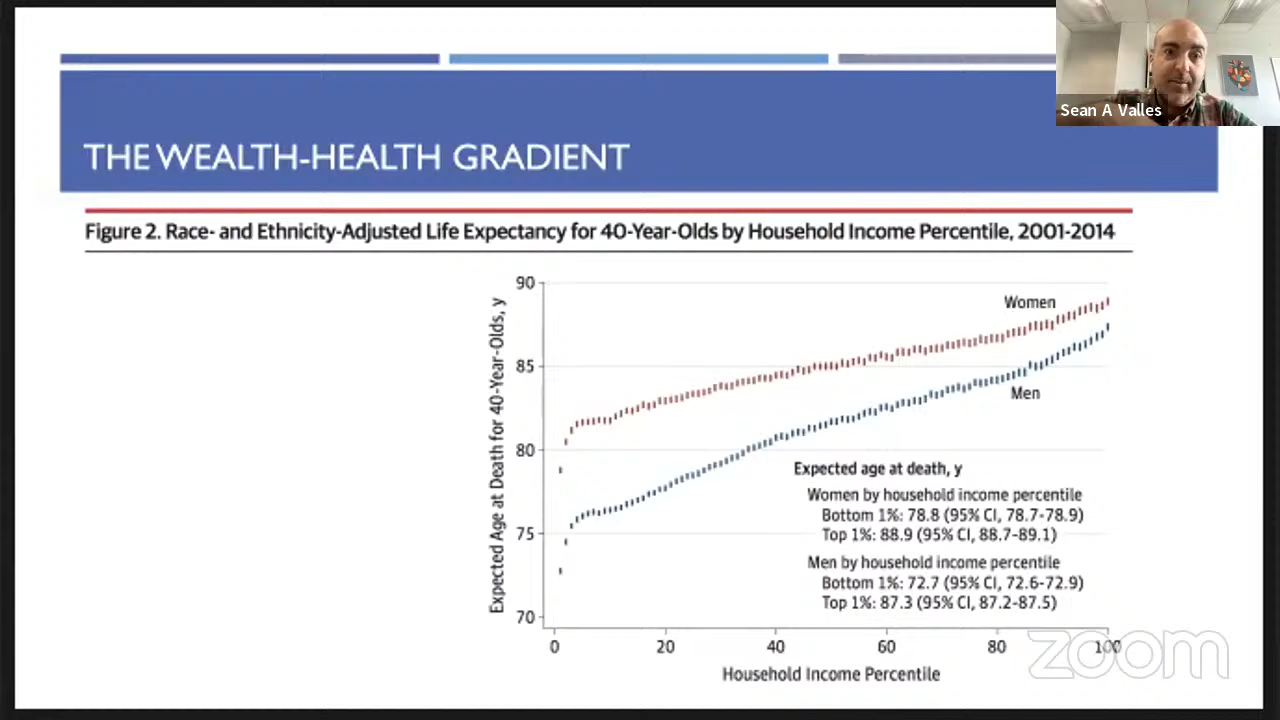 Sean A Valles
THE WEALTH-HEALTH GRADIENT
Figure 2. Race- and Ethnicity-Adjusted Life Expectancy for 40-Year-Olds by Household Income Percentile, 2001-2014
Expected Age at Death for 40-Year-Olds, y
90
85
80
75
70
Women
Men
Expected age at death, y
Women by household income percentile
Bottom 1%: 78.8 (95% CI, 78.7-78.9)
Top 1%: 88.9 (95% CI, 88.7-89.1)
Men by household income percentile
Bottom 1%: 72.7 (95% CI, 72.6-72.9)
Top 1%: 87.3 (95% CI, 87.2-87.5)
0 20 40 60 80 100
Household Income Percentile
zoom